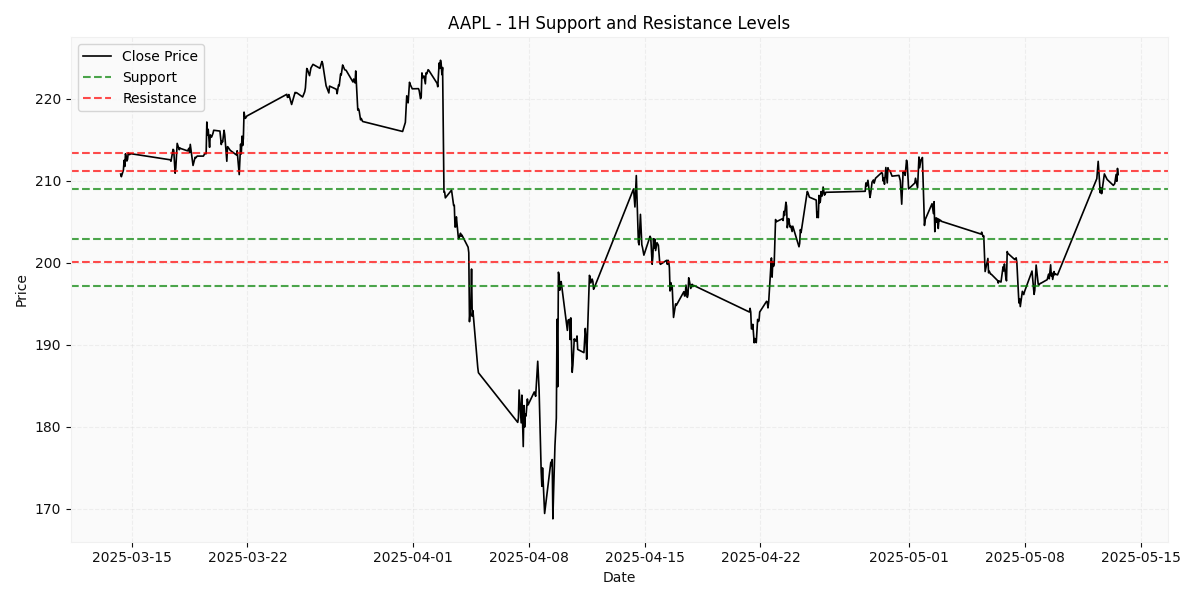 AAPL - 1H Support and Resistance Levels
Close Price
Support
Resistance
Price
220
210
200
190
180
170
2025-03-15 2025-03-22 2025-04-01 2025-04-08 2025-04-15 2025-04-22 2025-05-01 2025-05-08 2025-05-15
Date